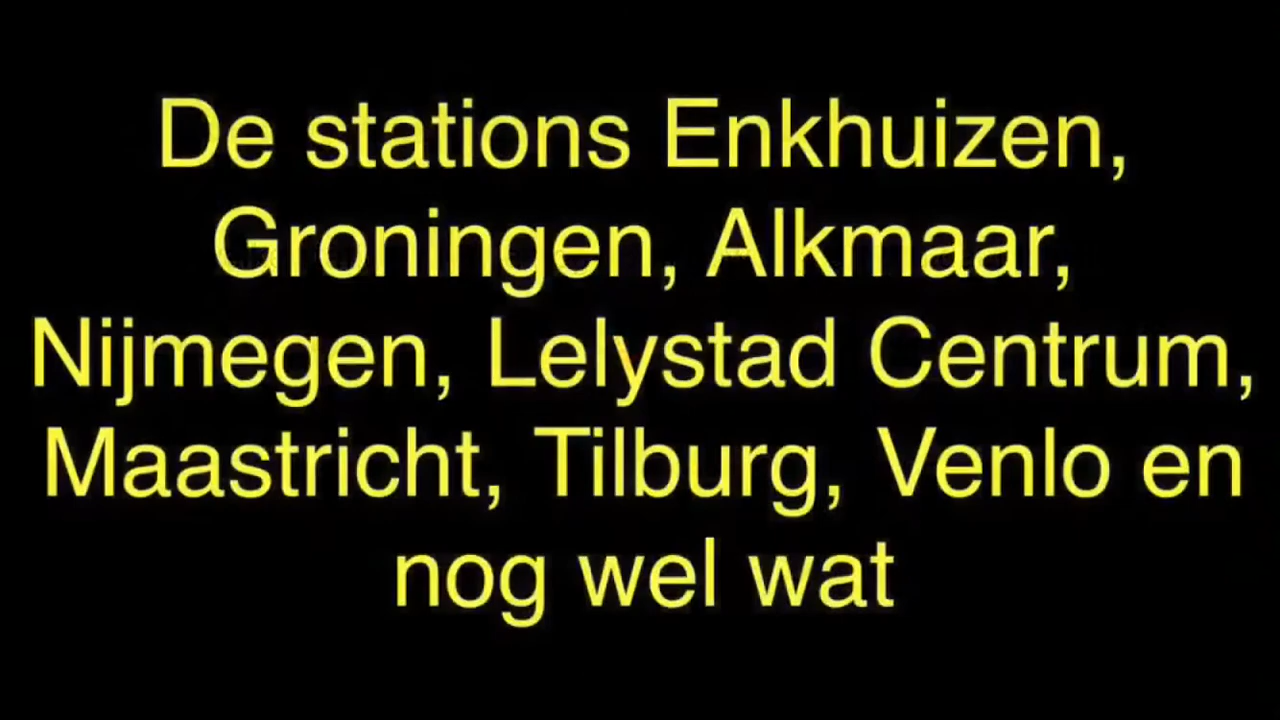 De stations Enkhuizen,
Groningen, Alkmaar,
Nijmegen, Lelystad Centrum,
Maastricht, Tilburg, Venlo en
nog wel wat